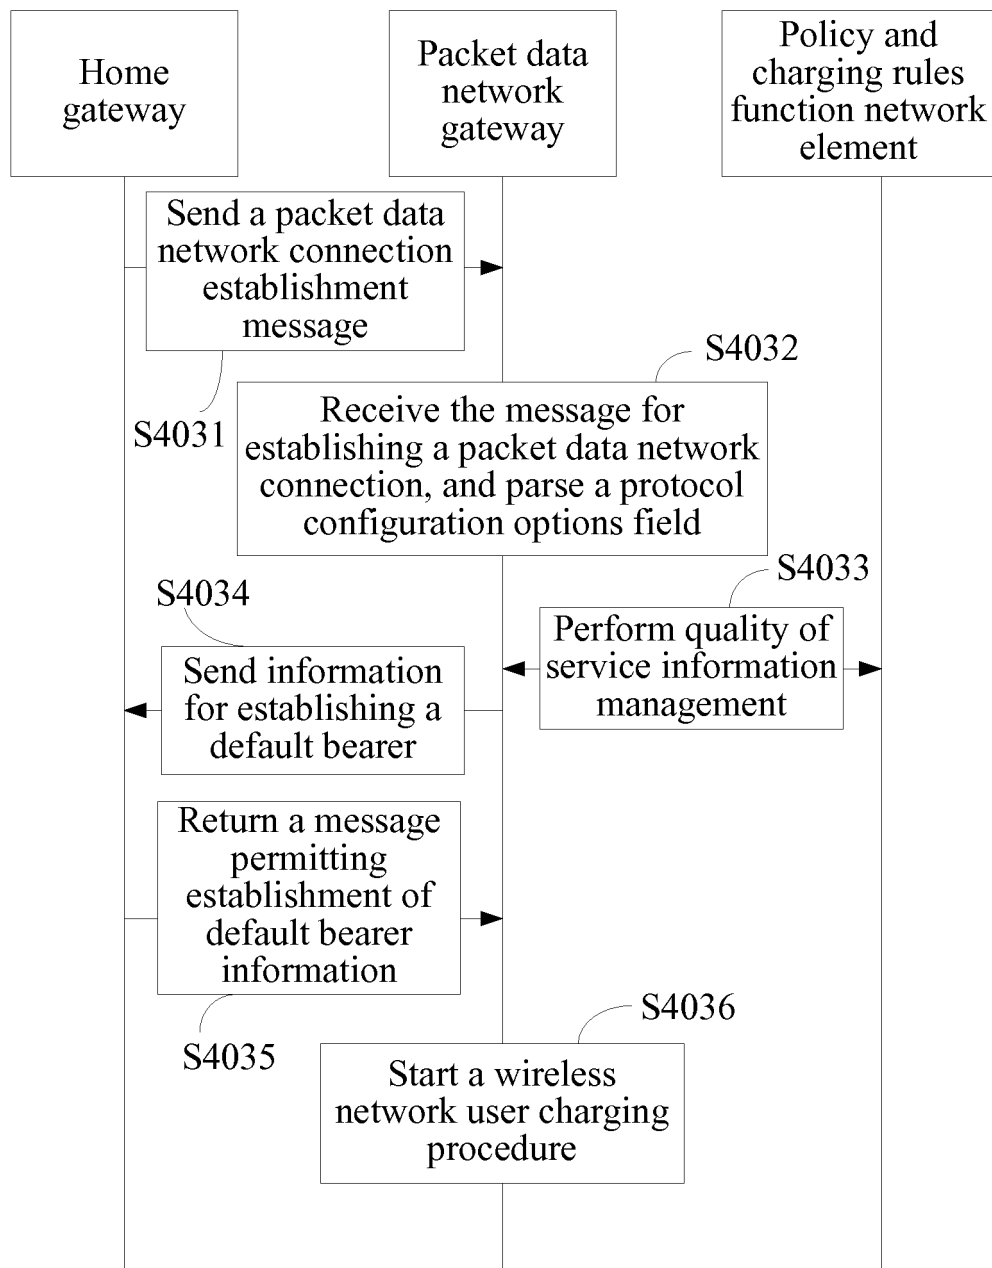 Home
gateway
Packet data
network
gateway
Policy and
charging rules
function network
element
Send a packet data
network connection
establishment
message
S4031
S4032
Receive the message for
establishing a packet data network
connection, and parse a protocol
configuration options field
S4033
Perform quality of
service information
management
S4034
Send information
for establishing a
default bearer
Return a message
permitting
establishment of
default bearer
information
S4035
S4036
Start a wireless
network user charging
procedure